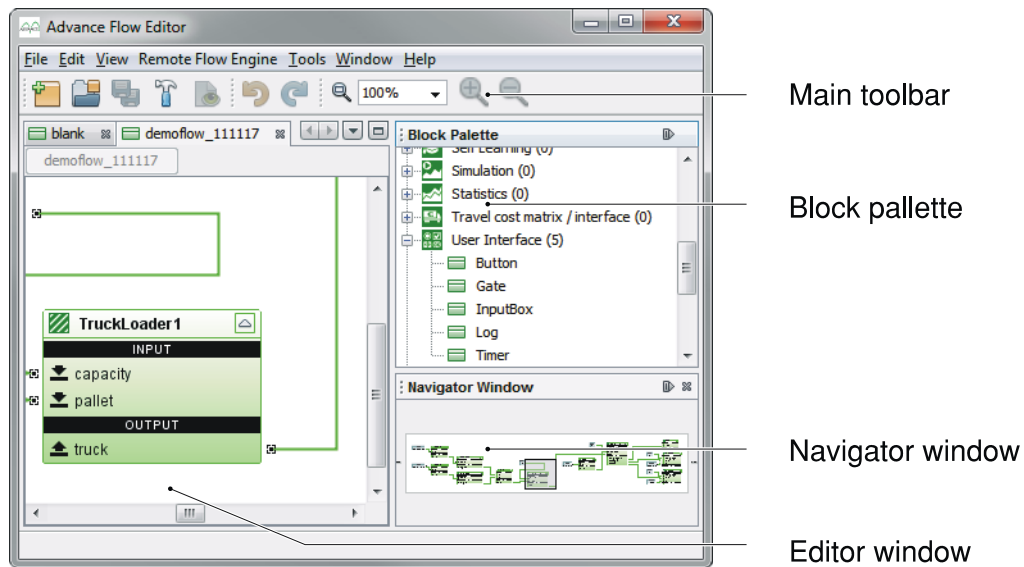 Advance Flow Editor
File Edit View Remote Flow Engine Tools Window Help
100%
Main toolbar
blank demoflow_111117
Block Palette
demoflow_111117
Self Learning (0)
Simulation (0)
Statistics (0)
Block pallette
Travel cost matrix / interface (0)
User Interface (5)
Button
Gate
InputBox
Log
Timer
TruckLoader1
INPUT
capacity
pallet
OUTPUT
truck
Navigator Window
Navigator window
Editor window